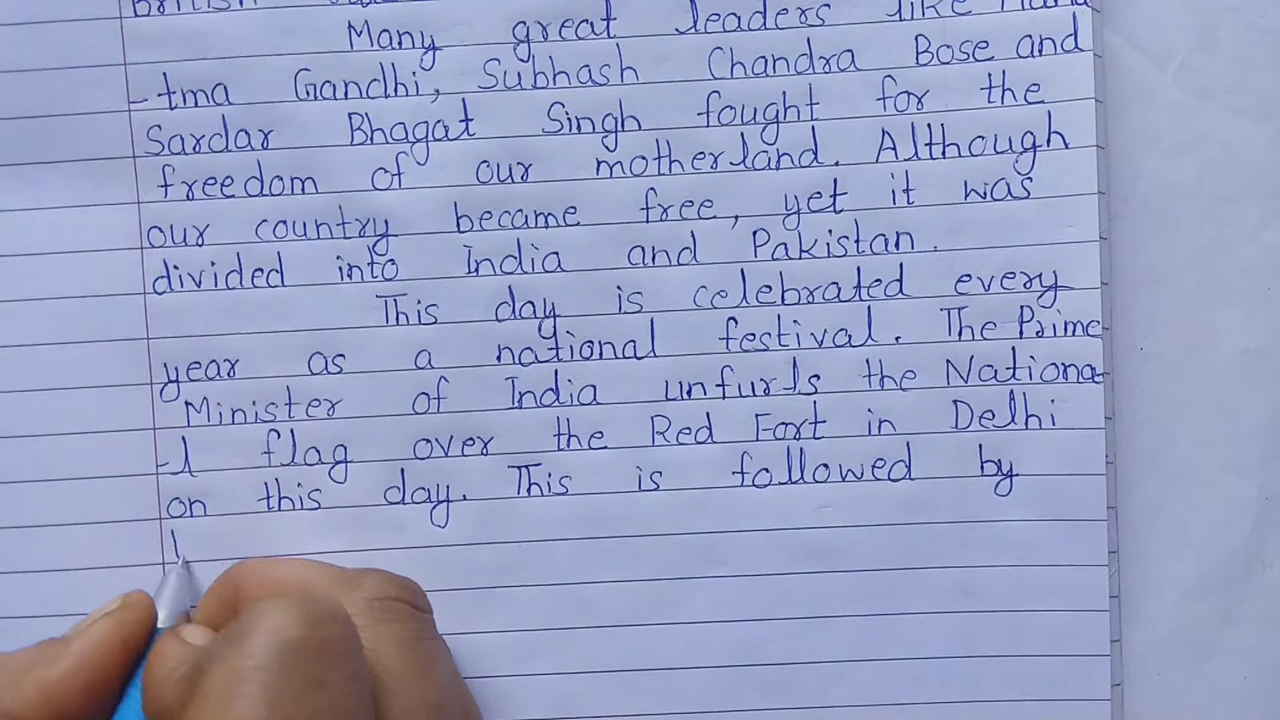 British
Many great leaders like Maha
-tma Gandhi, Subhash Chandra Bose and
Sardar Bhagat Singh fought for the
freedom of our motherland. Although
our country became free, yet it was
divided into India and Pakistan.
This day is celebrated every
year as a national festival. The Prime
Minister of India unfurls the Nationa-
-l flag over the Red Fort in Delhi
on this day. This is followed by